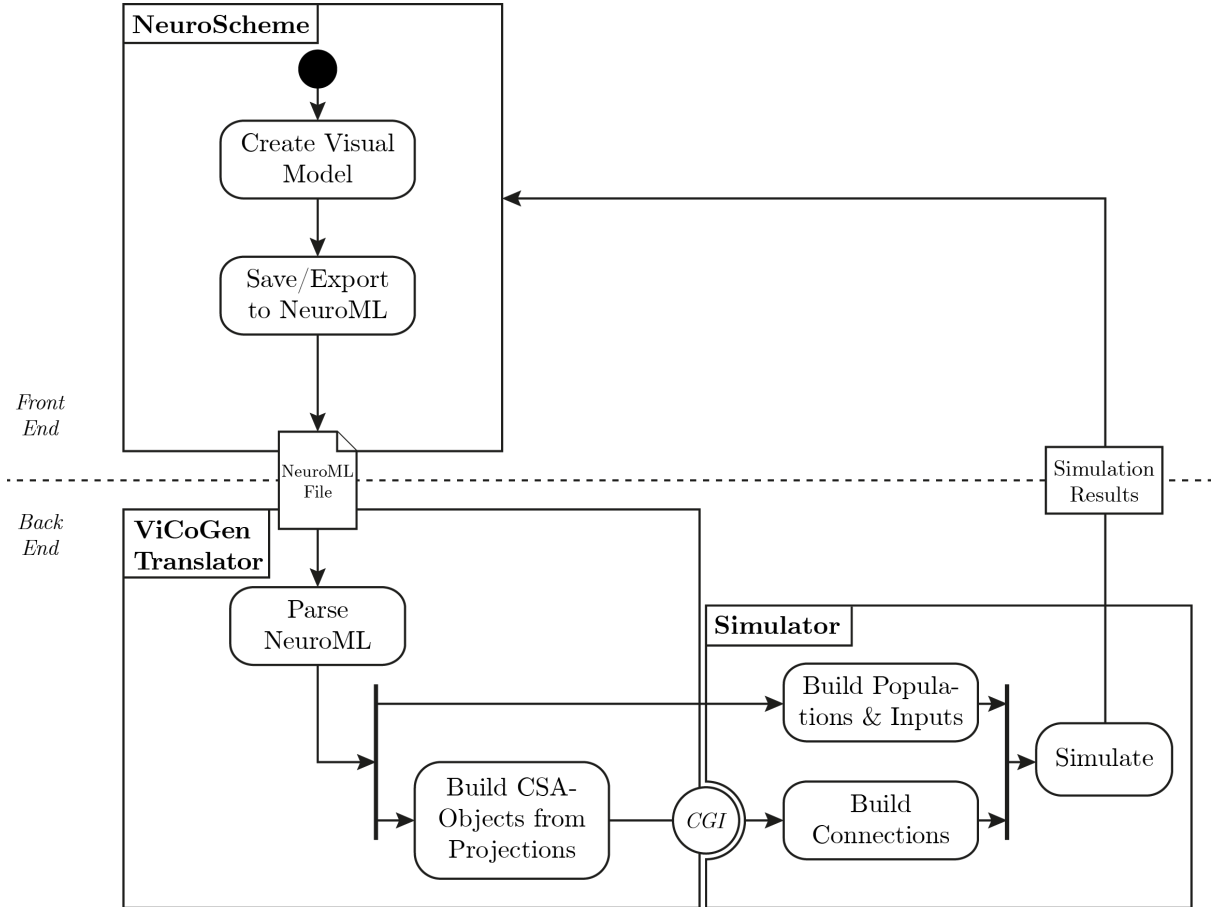 NeuroScheme
Create Visual
Model
Save/Export
to NeuroML
Front
End
NeuroML
File
Simulation
Results
Back
End
ViCoGen
Translator
Parse
NeuroML
Simulator
Build Popula-
tions & Inputs
Simulate
Build CSA-
Objects from
Projections
CGI
Build
Connections